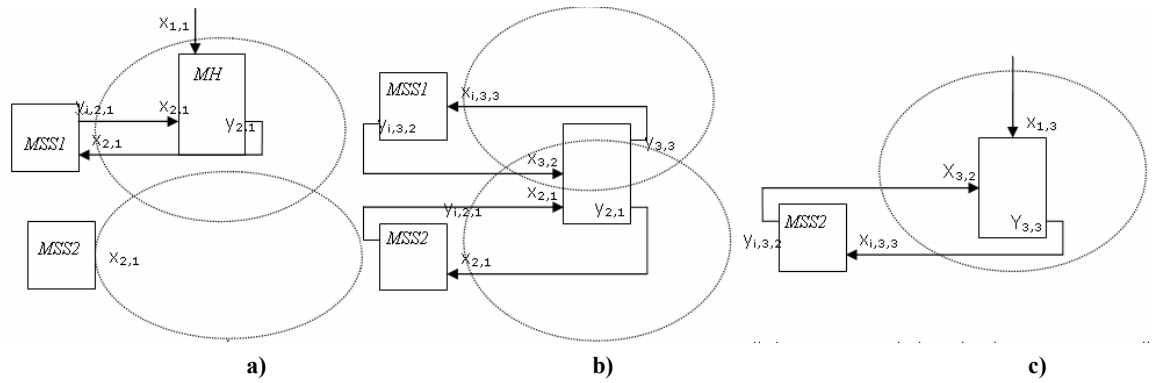 x1,1
MH
yi,2,1
x2,1
MSS1
y2,1
x2,1
MSS2
x2,1
a)
MSS1
xi,3,3
yi,3,2
y3,3
x3,2
x2,1
yi,2,1
y2,1
MSS2
x2,1
b)
x1,3
x3,2
MSS2
Y3,3
yi,3,2
xi,3,3
c)